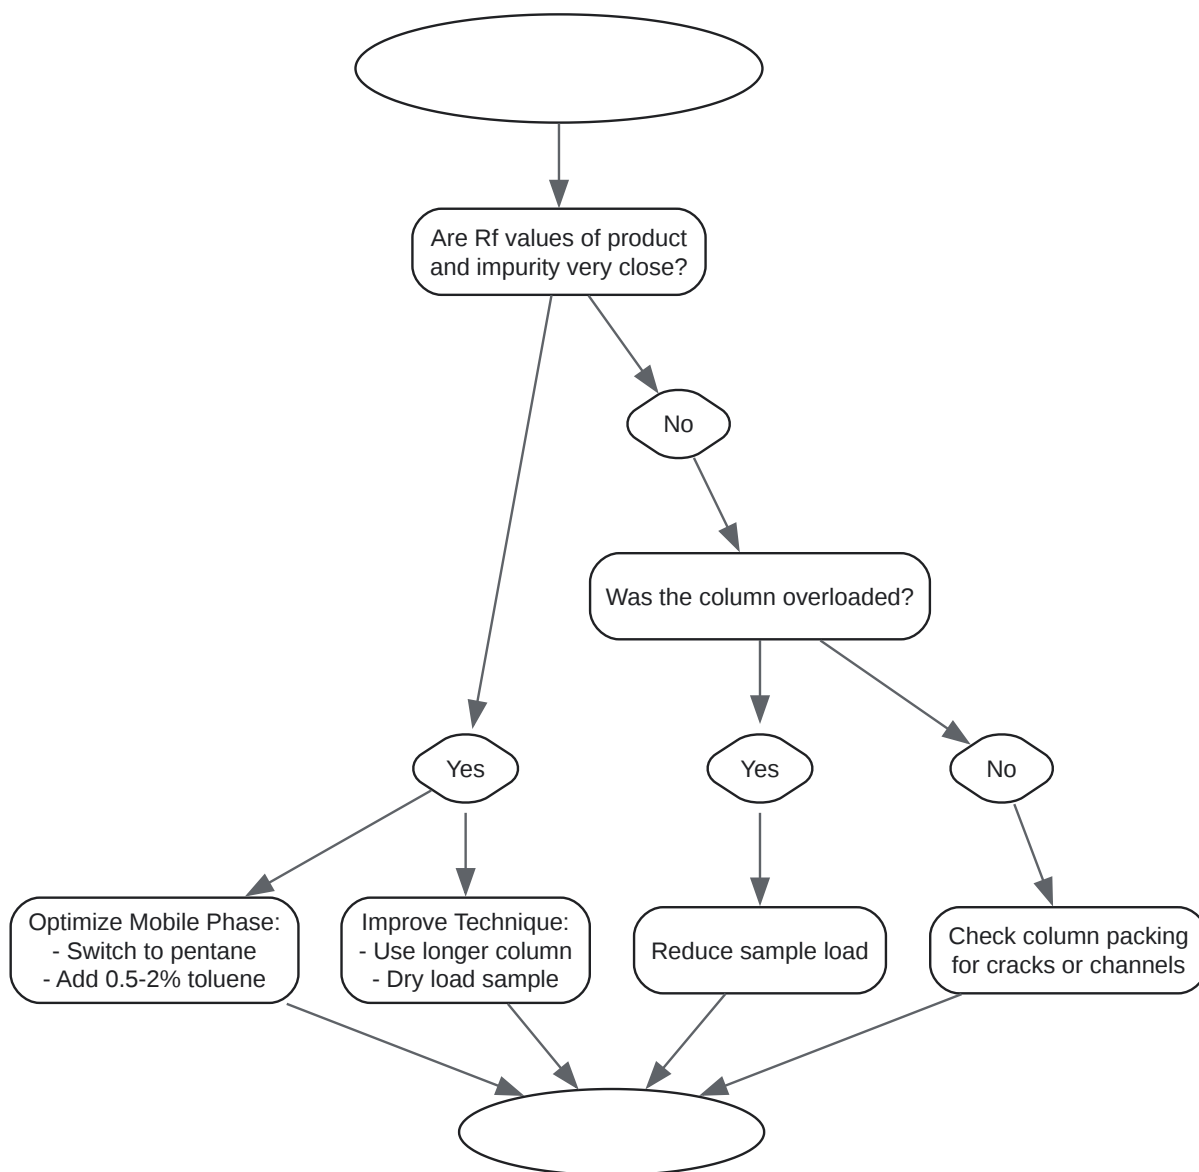 Are Rf values of product
and impurity very close?
No
Was the column overloaded?
Yes
Yes
No
Optimize Mobile Phase:
- Switch to pentane
- Add 0.5-2% toluene
Improve Technique:
- Use longer column
- Dry load sample
Reduce sample load
Check column packing
for cracks or channels